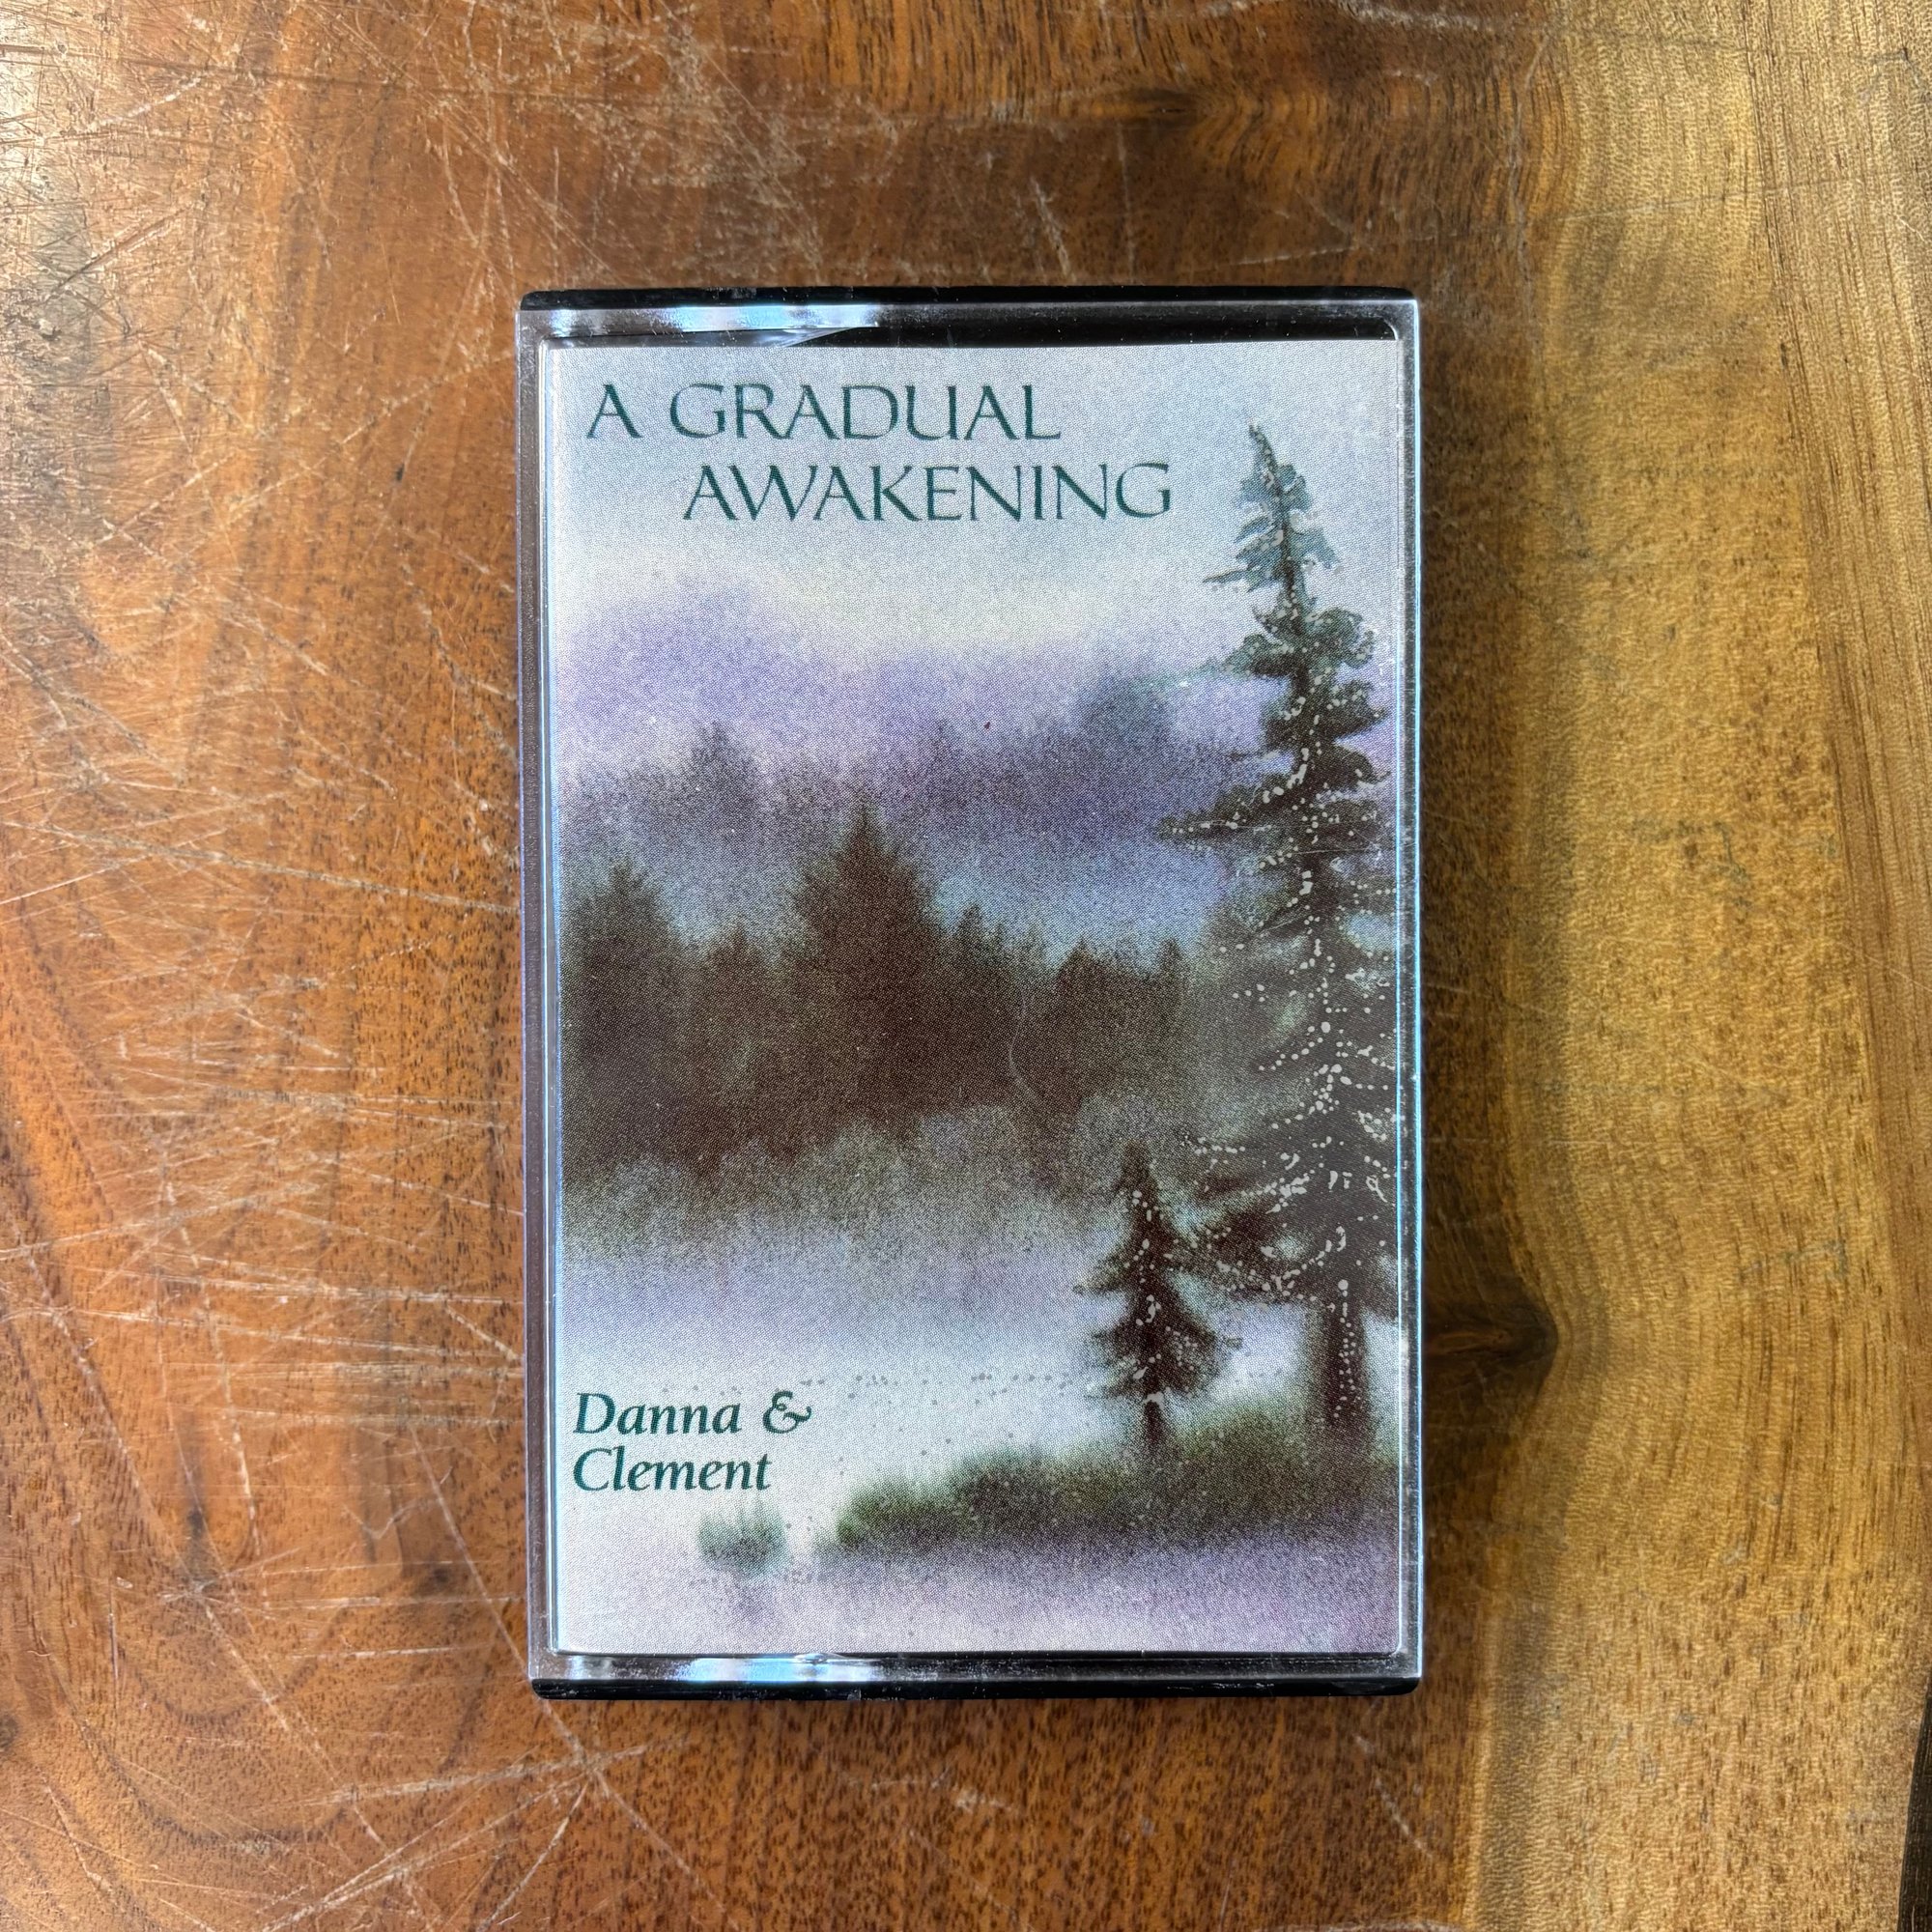 A GRADUAL
AWAKENING
Danna &
Clement